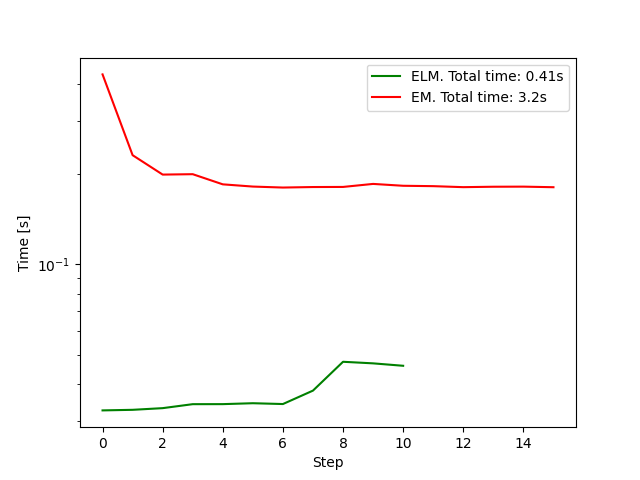 ELM. Total time: 0.41s
EM. Total time: 3.2s
Time [s]
10⁻¹
0 2 4 6 8 10 12 14
Step